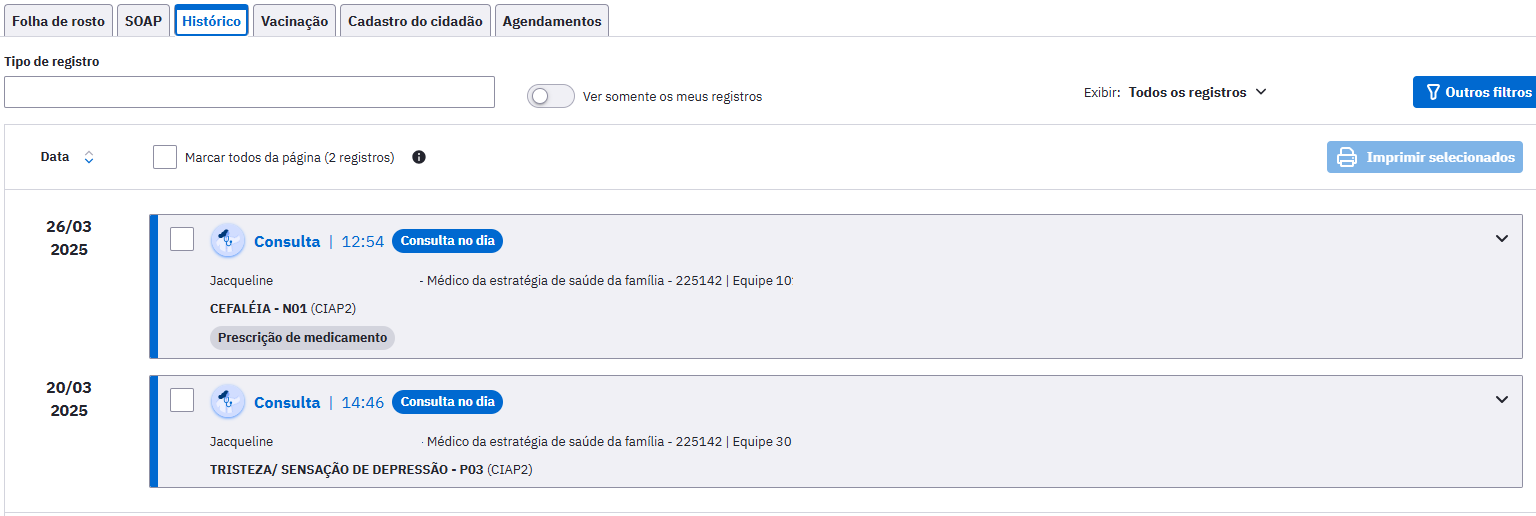 Folha de rosto SOAP Histórico Vacinação Cadastro do cidadão Agendamentos
Tipo de registro
Ver somente os meus registros Exibir: Todos os registros Outros filtros
Data Marcar todos da página (2 registros) Imprimir selecionados
26/03
2025
Consulta | 12:54 Consulta no dia
Jacqueline - Médico da estratégia de saúde da família - 225142 | Equipe 10
CEFALÉIA - N01 (CIAP2)
Prescrição de medicamento
20/03
2025
Consulta | 14:46 Consulta no dia
Jacqueline - Médico da estratégia de saúde da família - 225142 | Equipe 30
TRISTEZA/ SENSAÇÃO DE DEPRESSÃO - P03 (CIAP2)